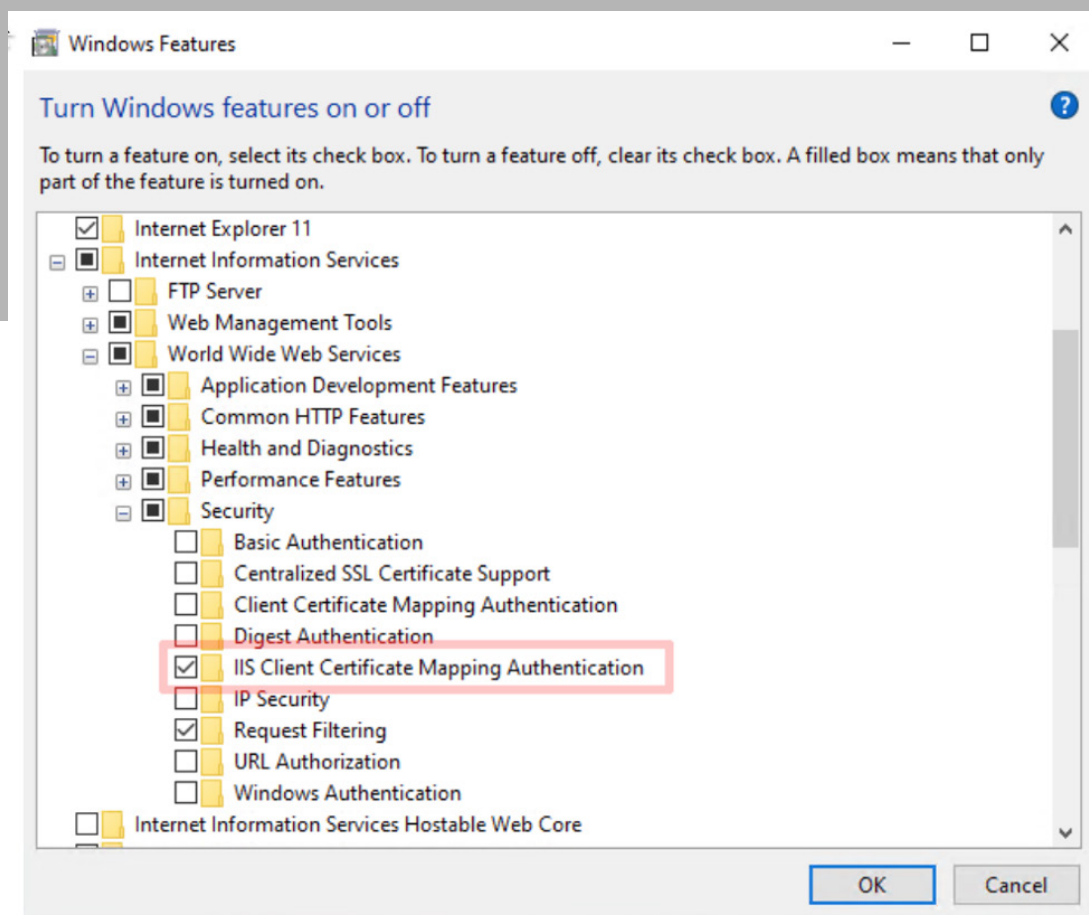 Windows Features
Turn Windows features on or off
To turn a feature on, select its check box. To turn a feature off, clear its check box. A filled box means that only
part of the feature is turned on.
Internet Explorer 11
Internet Information Services
FTP Server
Web Management Tools
World Wide Web Services
Application Development Features
Common HTTP Features
Health and Diagnostics
Performance Features
Security
Basic Authentication
Centralized SSL Certificate Support
Client Certificate Mapping Authentication
Digest Authentication
IIS Client Certificate Mapping Authentication
IP Security
Request Filtering
URL Authorization
Windows Authentication
Internet Information Services Hostable Web Core
OK
Cancel